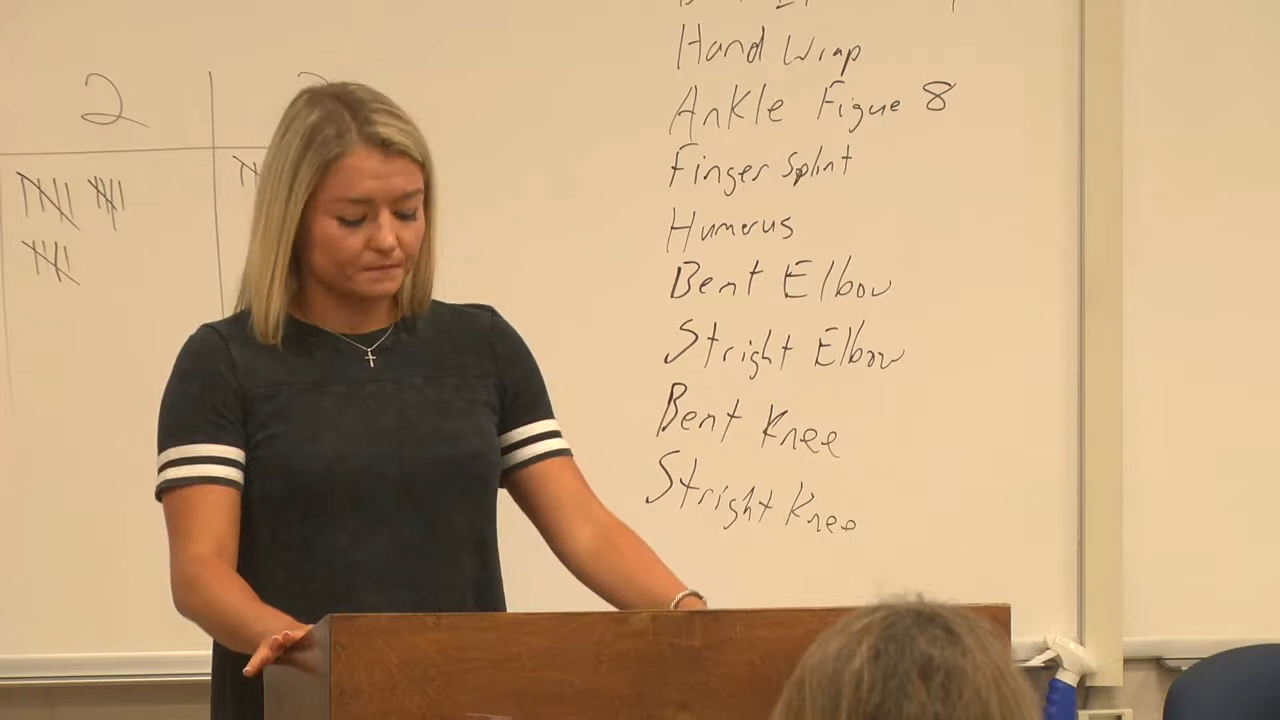 2
Hand Wrap
Ankle Figue 8
Finger Splint
Humerus
Bent Elbow
Stright Elbow
Bent Knee
Stright Knee